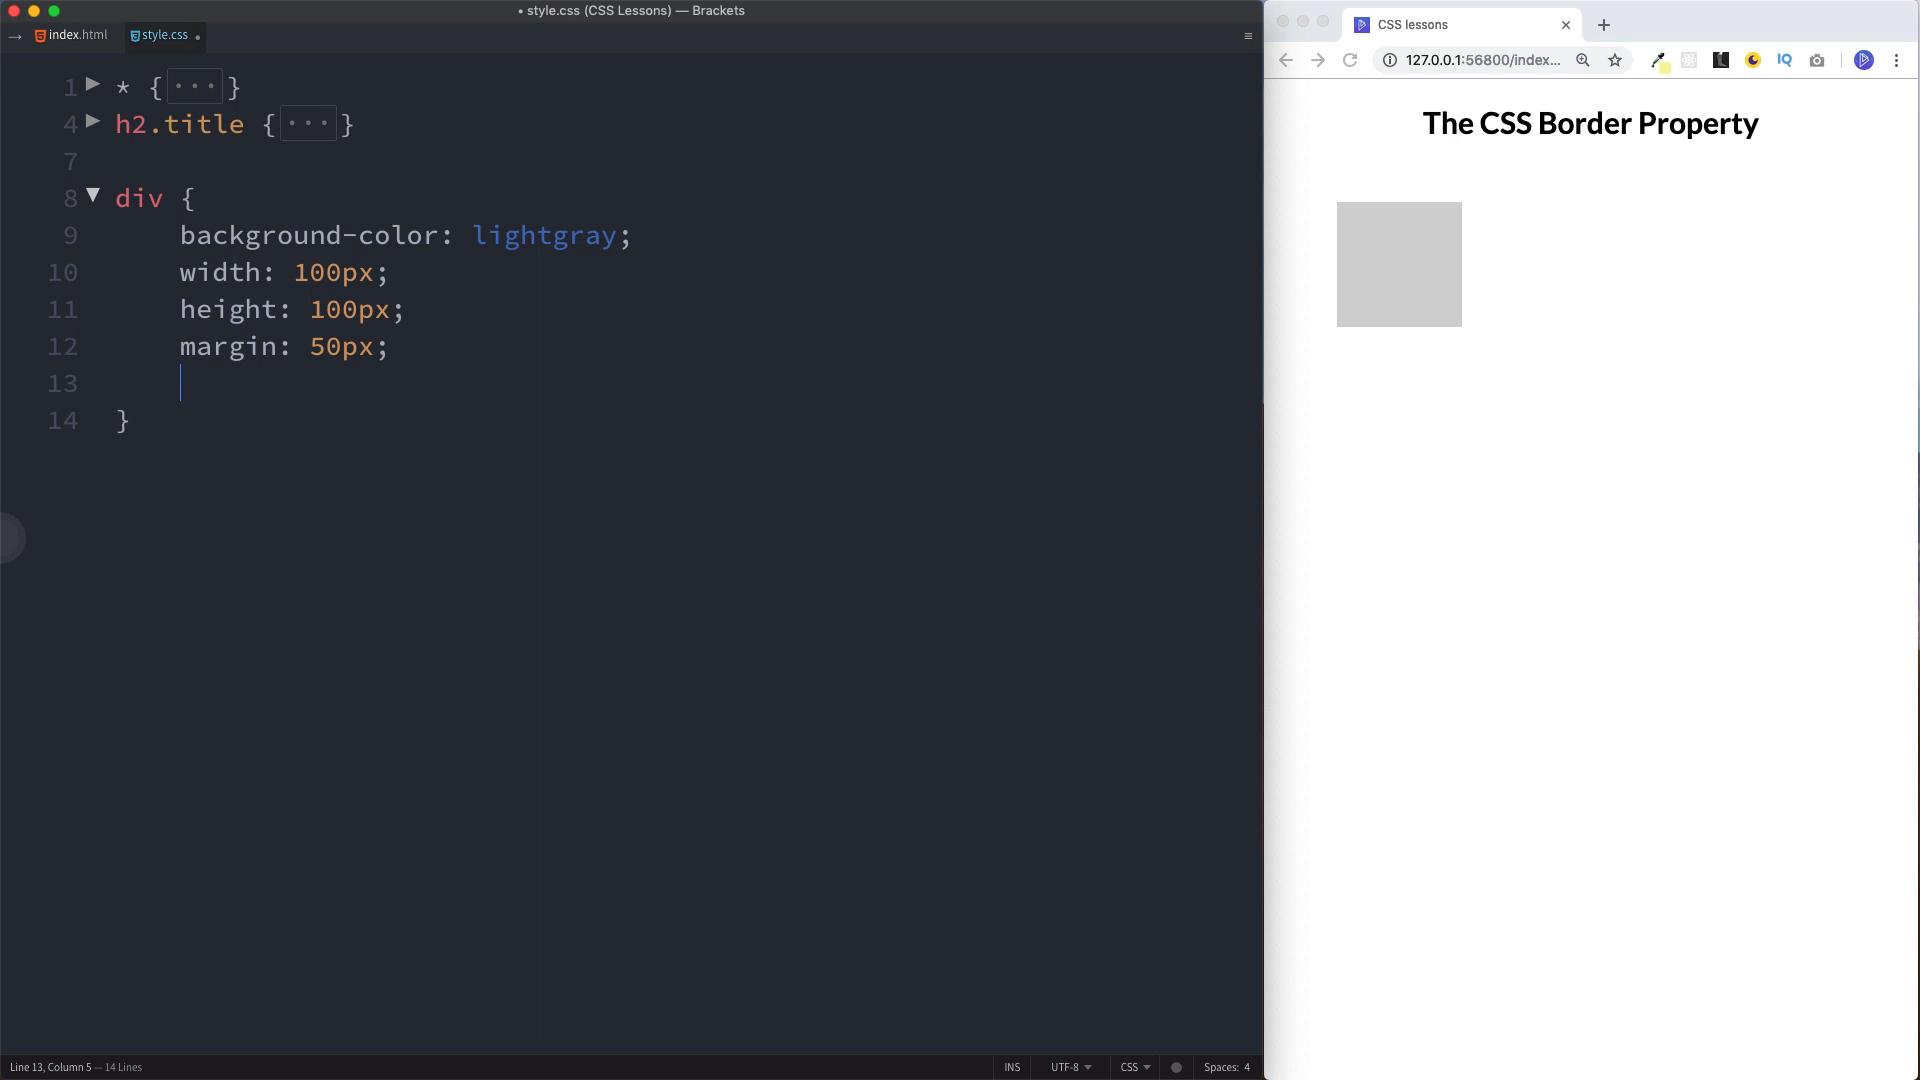 • style.css (CSS Lessons) — Brackets
index.html
style.css •
1 * {···}
4 h2.title {···}
7
8 div {
9 background-color: lightgray;
10 width: 100px;
11 height: 100px;
12 margin: 50px;
13
14 }
Line 13, Column 5 — 14 Lines
INS
UTF-8
CSS
Spaces: 4
CSS lessons
127.0.0.1:56800/index...
IQ
The CSS Border Property